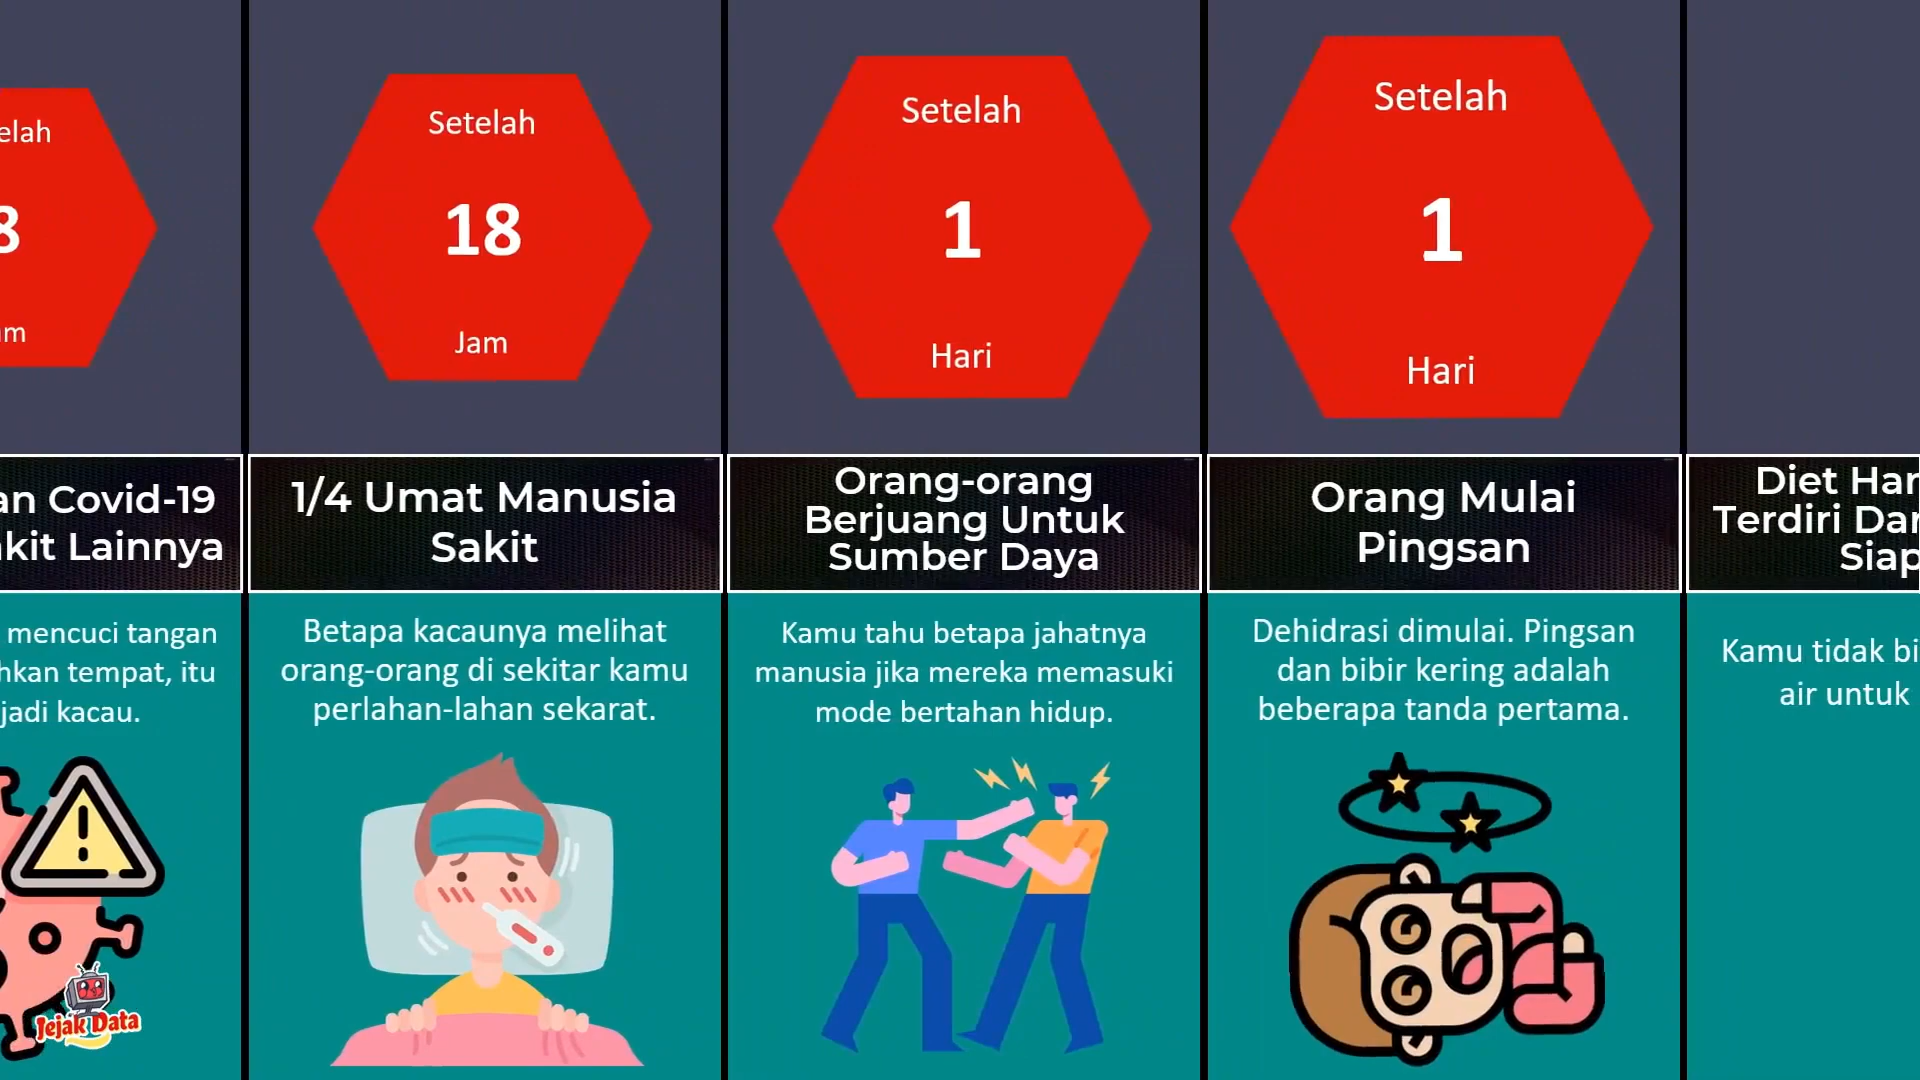 elah
8
am
an Covid-19
akit Lainnya
mencuci tangan
hkan tempat, itu
jadi kacau.
Jejak Data
Setelah
18
Jam
1/4 Umat Manusia
Sakit
Betapa kacaunya melihat
orang-orang di sekitar kamu
perlahan-lahan sekarat.
Setelah
1
Hari
Orang-orang
Berjuang Untuk
Sumber Daya
Kamu tahu betapa jahatnya
manusia jika mereka memasuki
mode bertahan hidup.
Setelah
1
Hari
Orang Mulai
Pingsan
Dehidrasi dimulai. Pingsan
dan bibir kering adalah
beberapa tanda pertama.
Diet Har
Terdiri Dar
Siap
Kamu tidak bi
air untuk